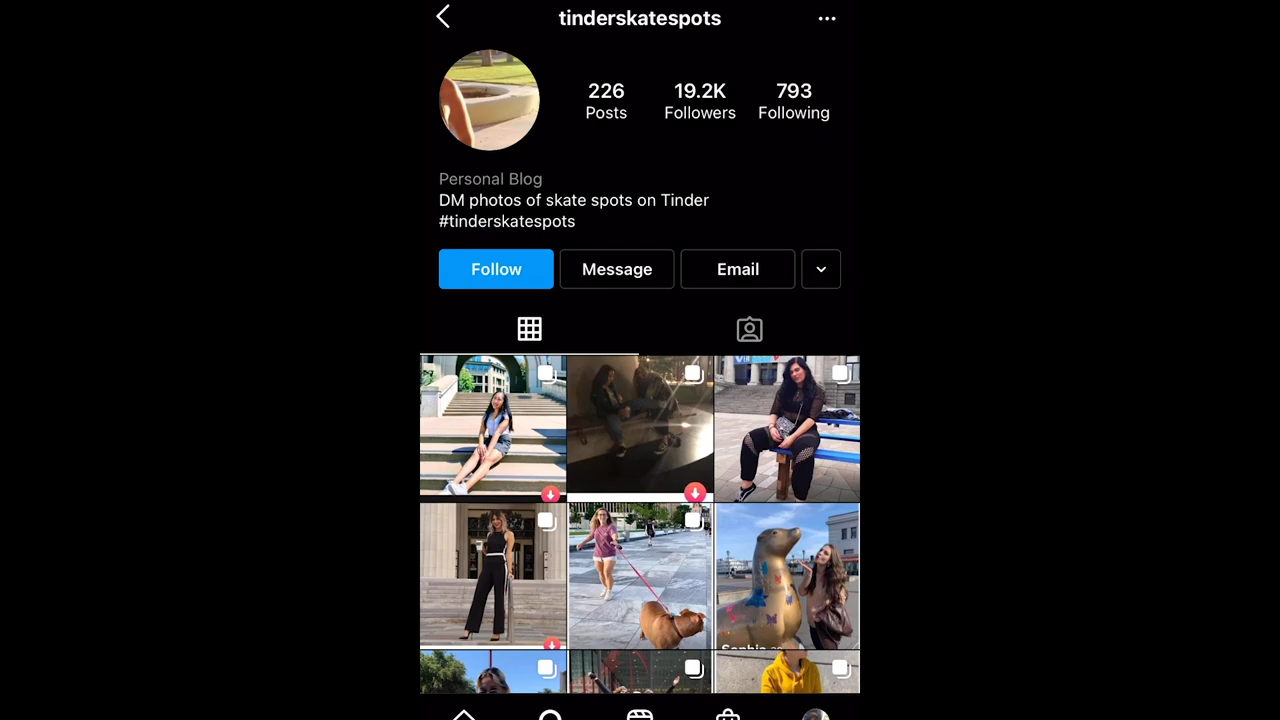 tinderskatespots
226 19.2K 793
Posts Followers Following
Personal Blog
DM photos of skate spots on Tinder
#tinderskatespots
Follow Message Email